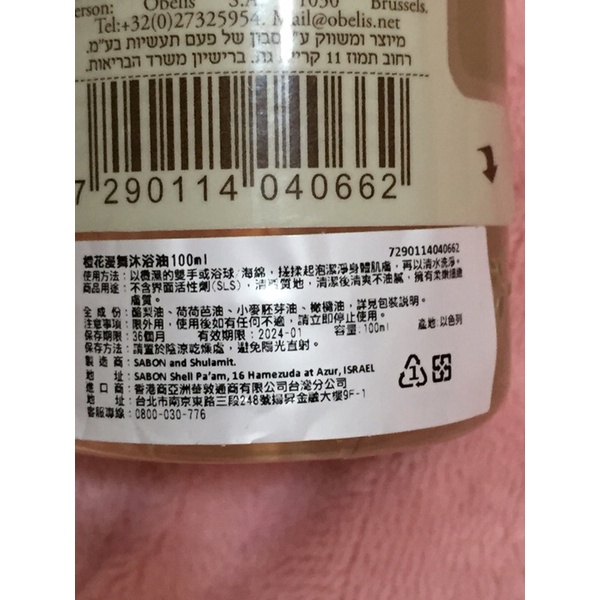 erson: Obelis S.A. 1030 Brussels.
Tel:+32(0)27325954. Mail@obelis.net
מיוצר ומשווק ע"י סבון של פעם תעשיות בע"מ.
רחוב תמוז 11 קריית גת. ברישיון משרד הבריאות.
7 290114 040662
7290114040662
櫻花漫舞沐浴油100ml
使用方法：以濕的雙手或浴球/海綿，搓揉起泡潔淨身體肌膚，再以清水洗淨。
不含界面活性劑(SLS)，清爽質地，清潔後清爽不油膩，擁有柔嫩細緻
膚質。
全 成 份：酪梨油、荷荷芭油、小麥胚芽油、橄欖油，詳見包裝說明。
注意事項：限外用，使用後如有任何不適，請立即停止使用。
保存期限：36個月 有效期限：2024-01 容量:100ml 產地:以色列
保存方法：請置於陰涼乾燥處，避免陽光直射。
製 造 商：SABON and Shulamit.
地 址：SABON Shell Pa'am, 16 Hamezuda at Azur, ISRAEL
進 口 商：香港商亞洲華敦通商有限公司台灣分公司
地 址：台北市南京東路三段248號揚昇金融大樓9F-1
客服專線：0800-030-776
1